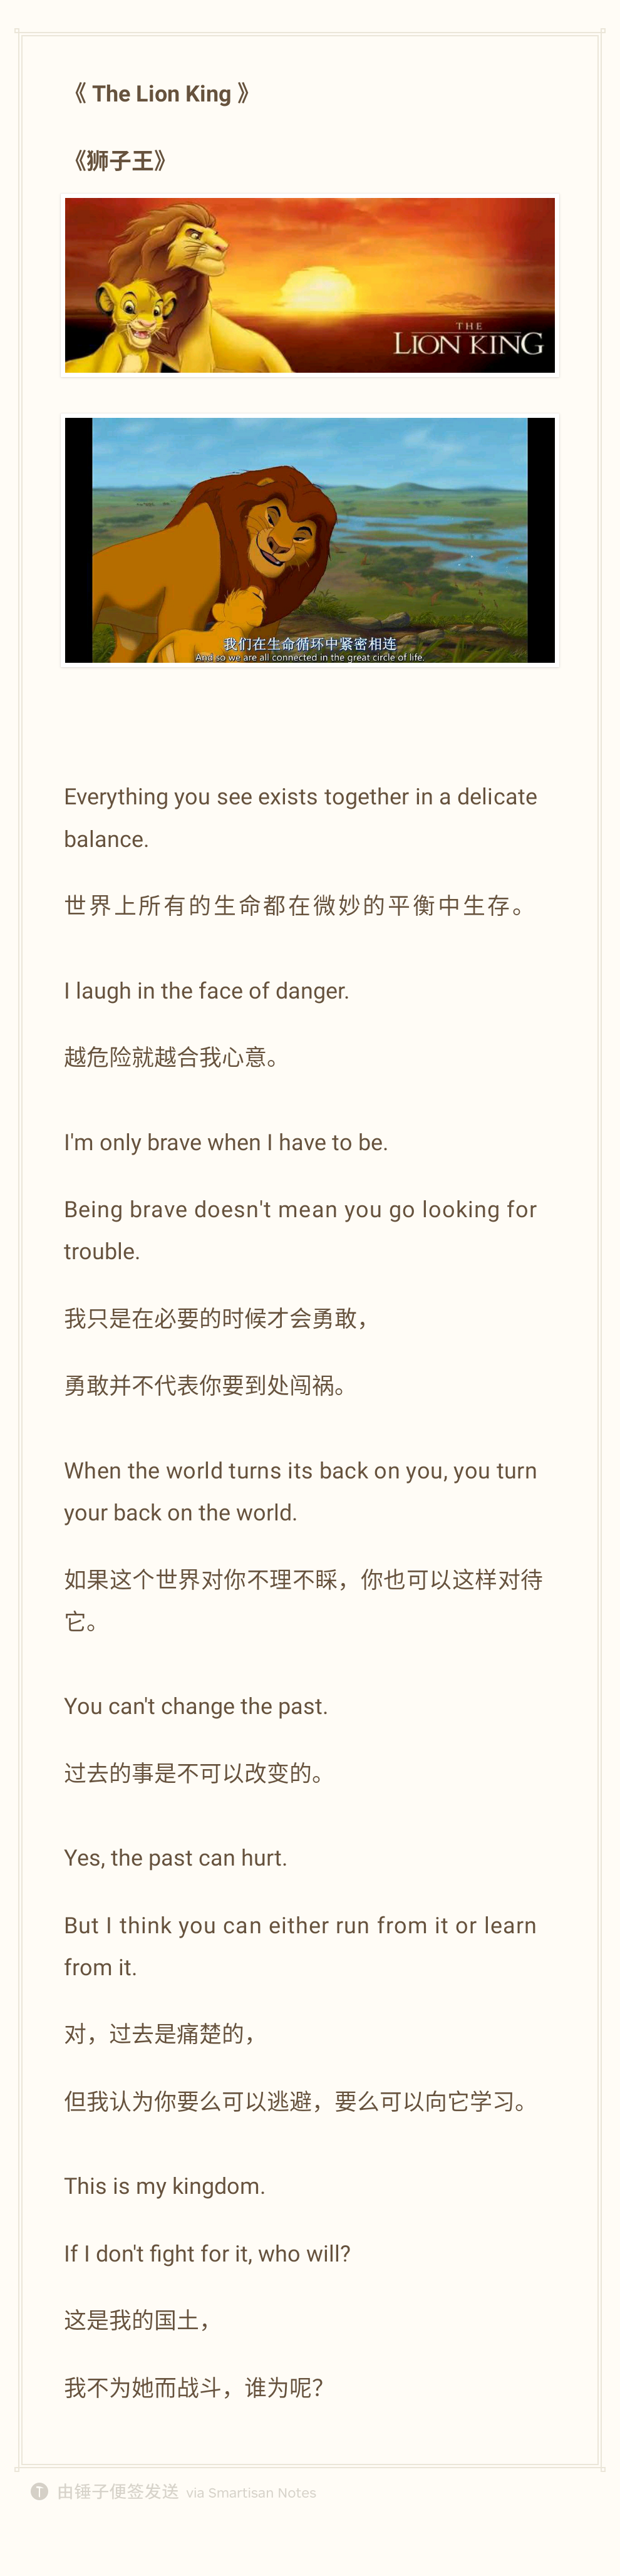 《 The Lion King 》
《狮子王》
THE
LION KING
我们在生命循环中紧密相连
And so we are all connected in the great circle of life.
Everything you see exists together in a delicate
balance.
世界上所有的生命都在微妙的平衡中生存。
I laugh in the face of danger.
越危险就越合我心意。
I'm only brave when I have to be.
Being brave doesn't mean you go looking for
trouble.
我只是在必要的时候才会勇敢，
勇敢并不代表你要到处闯祸。
When the world turns its back on you, you turn
your back on the world.
如果这个世界对你不理不睬，你也可以这样对待
它。
You can't change the past.
过去的事是不可以改变的。
Yes, the past can hurt.
But I think you can either run from it or learn
from it.
对，过去是痛楚的，
但我认为你要么可以逃避，要么可以向它学习。
This is my kingdom.
If I don't fight for it, who will?
这是我的国土，
我不为她而战斗，谁为呢？
T 由锤子便签发送 via Smartisan Notes